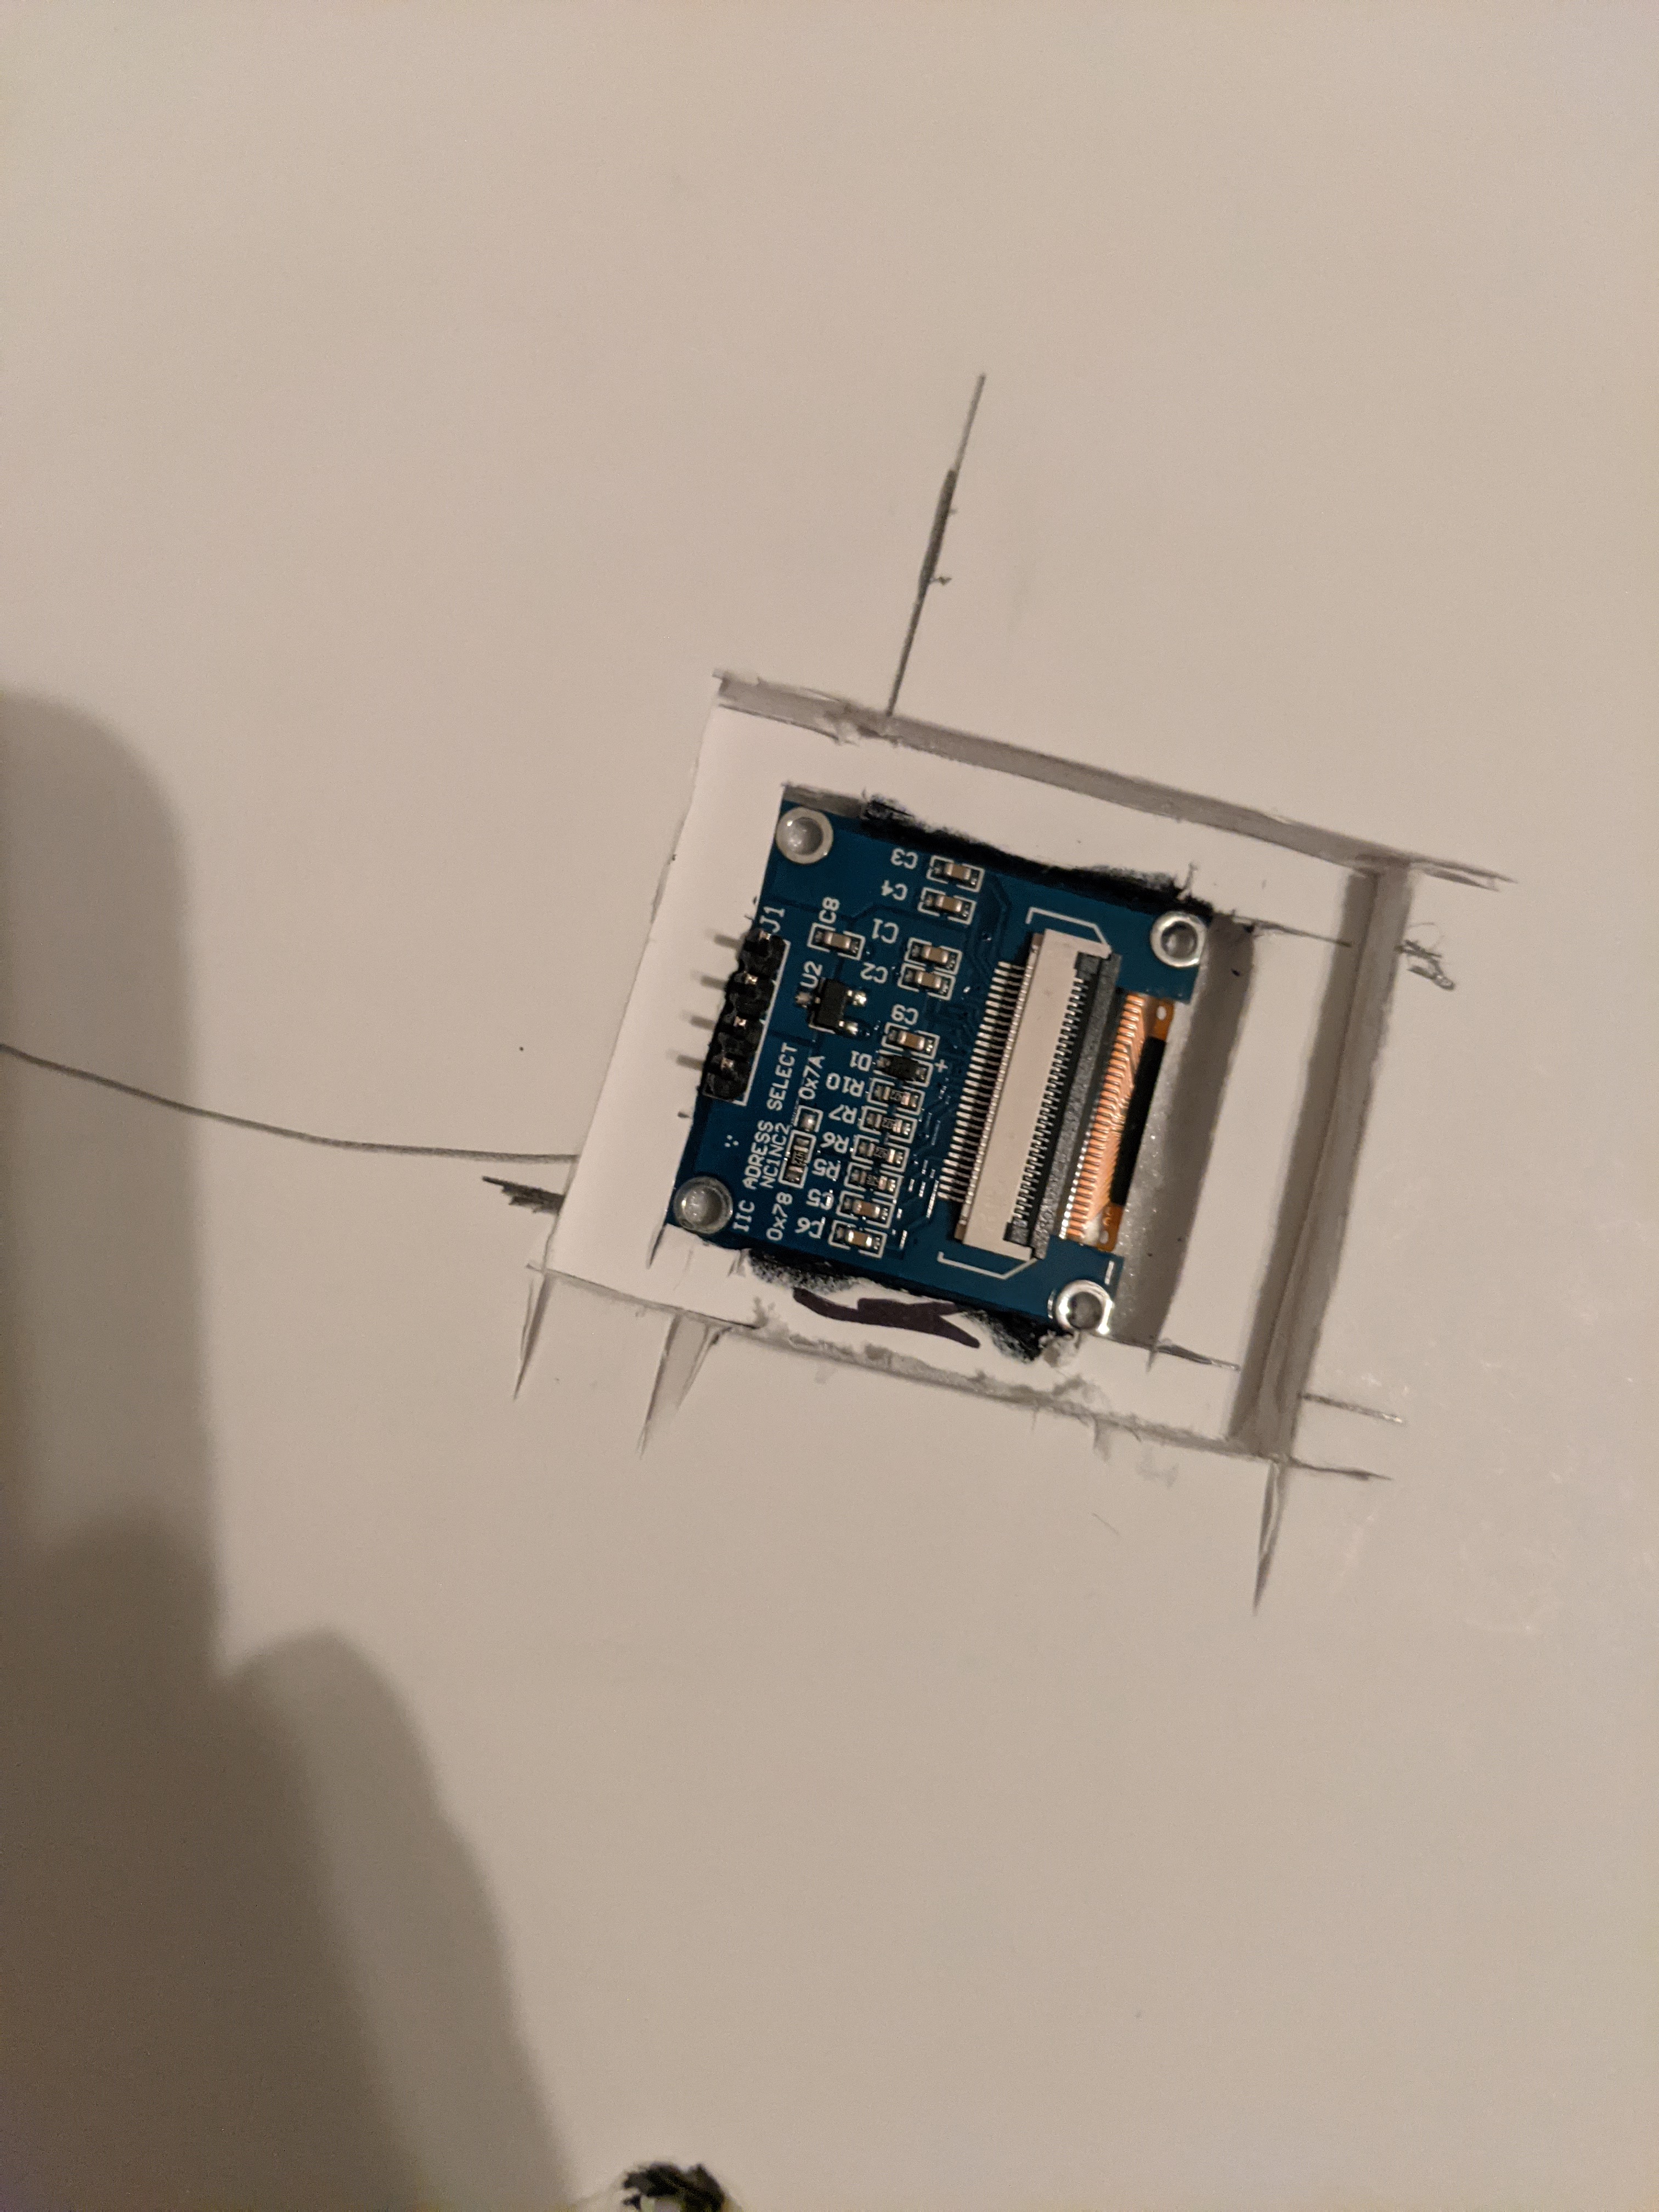 C3
C4
C8
C1
J1
C2
U2
C9
D1
+
R10
R7
R6
R5
C5
C6
IIC ADRESS SELECT
NC1NC2
0x78
0x7A